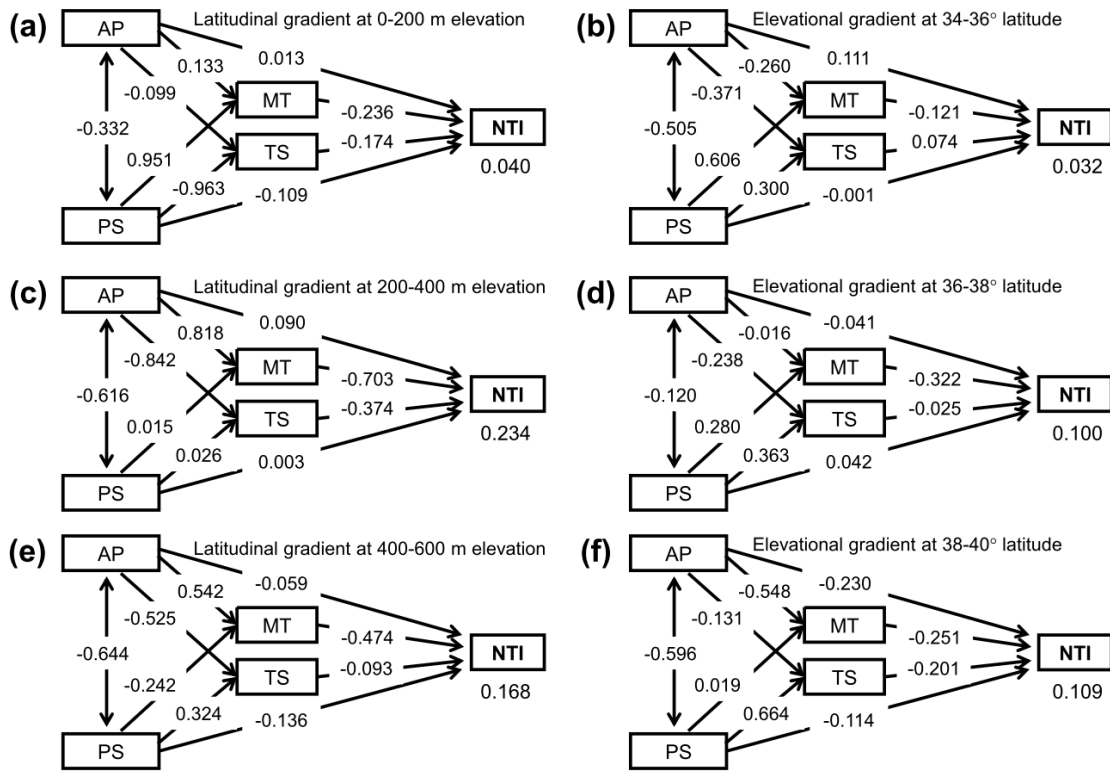 (a)
Latitudinal gradient at 0-200 m elevation
AP
0.133
0.013
-0.099
MT
-0.236
-0.332
NTI
TS
-0.174
0.040
0.951
-0.963
-0.109
PS
(b)
Elevational gradient at 34-36° latitude
AP
-0.260
0.111
-0.371
MT
-0.121
-0.505
NTI
TS
0.074
0.032
0.606
0.300
-0.001
PS
(c)
Latitudinal gradient at 200-400 m elevation
AP
0.818
0.090
-0.842
MT
-0.703
-0.616
NTI
TS
-0.374
0.234
0.015
0.026
0.003
PS
(d)
Elevational gradient at 36-38° latitude
AP
-0.016
-0.041
-0.238
MT
-0.322
-0.120
NTI
TS
-0.025
0.100
0.280
0.363
0.042
PS
(e)
Latitudinal gradient at 400-600 m elevation
AP
0.542
-0.059
-0.525
MT
-0.474
-0.644
NTI
TS
-0.093
0.168
-0.242
0.324
-0.136
PS
(f)
Elevational gradient at 38-40° latitude
AP
-0.548
-0.230
-0.131
MT
-0.251
-0.596
NTI
TS
-0.201
0.109
0.019
0.664
-0.114
PS